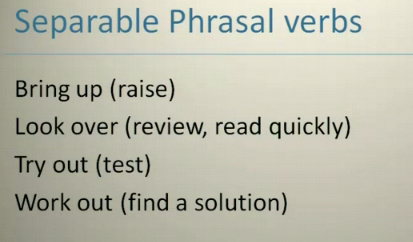 Separable Phrasal verbs
Bring up (raise)
Look over (review, read quickly)
Try out (test)
Work out (find a solution)